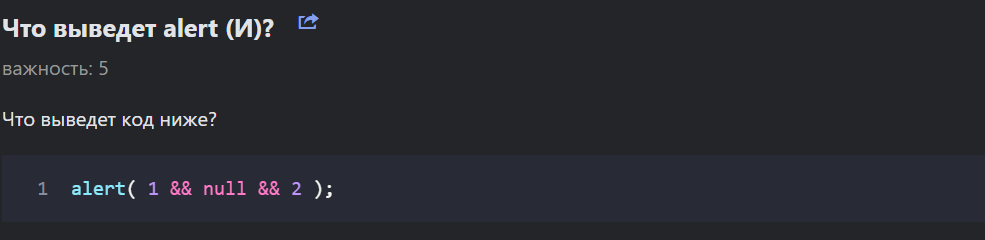 Что выведет alert (И)?
важность: 5
Что выведет код ниже?
1 alert( 1 && null && 2 );